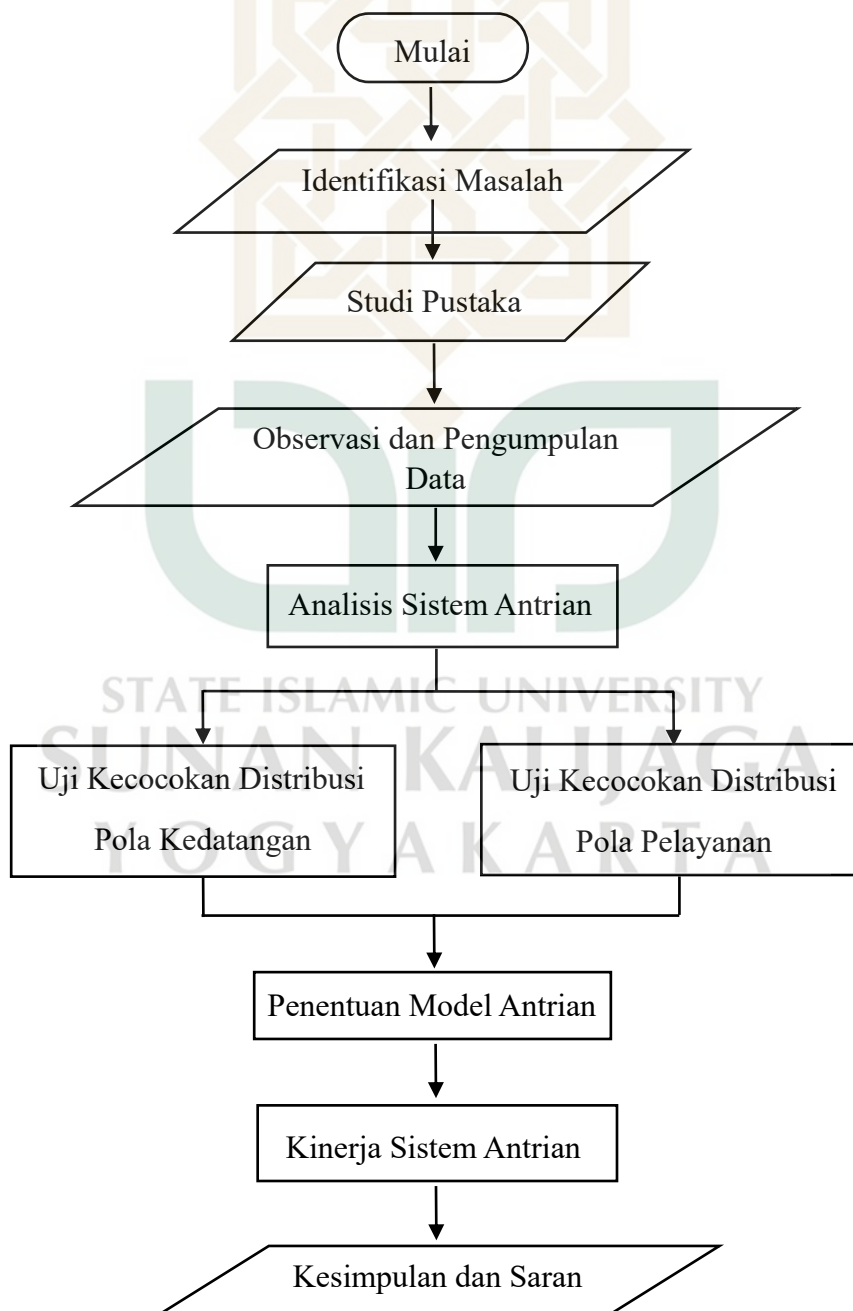 Mulai
Identifikasi Masalah
Studi Pustaka
Observasi dan Pengumpulan
Data
Analisis Sistem Antrian
STATE ISLAMIC UNIVERSITY
SUNAN KALIJAGA
YOGYAKARTA
Uji Kecocokan Distribusi
Pola Kedatangan
Uji Kecocokan Distribusi
Pola Pelayanan
Penentuan Model Antrian
Kinerja Sistem Antrian
Kesimpulan dan Saran